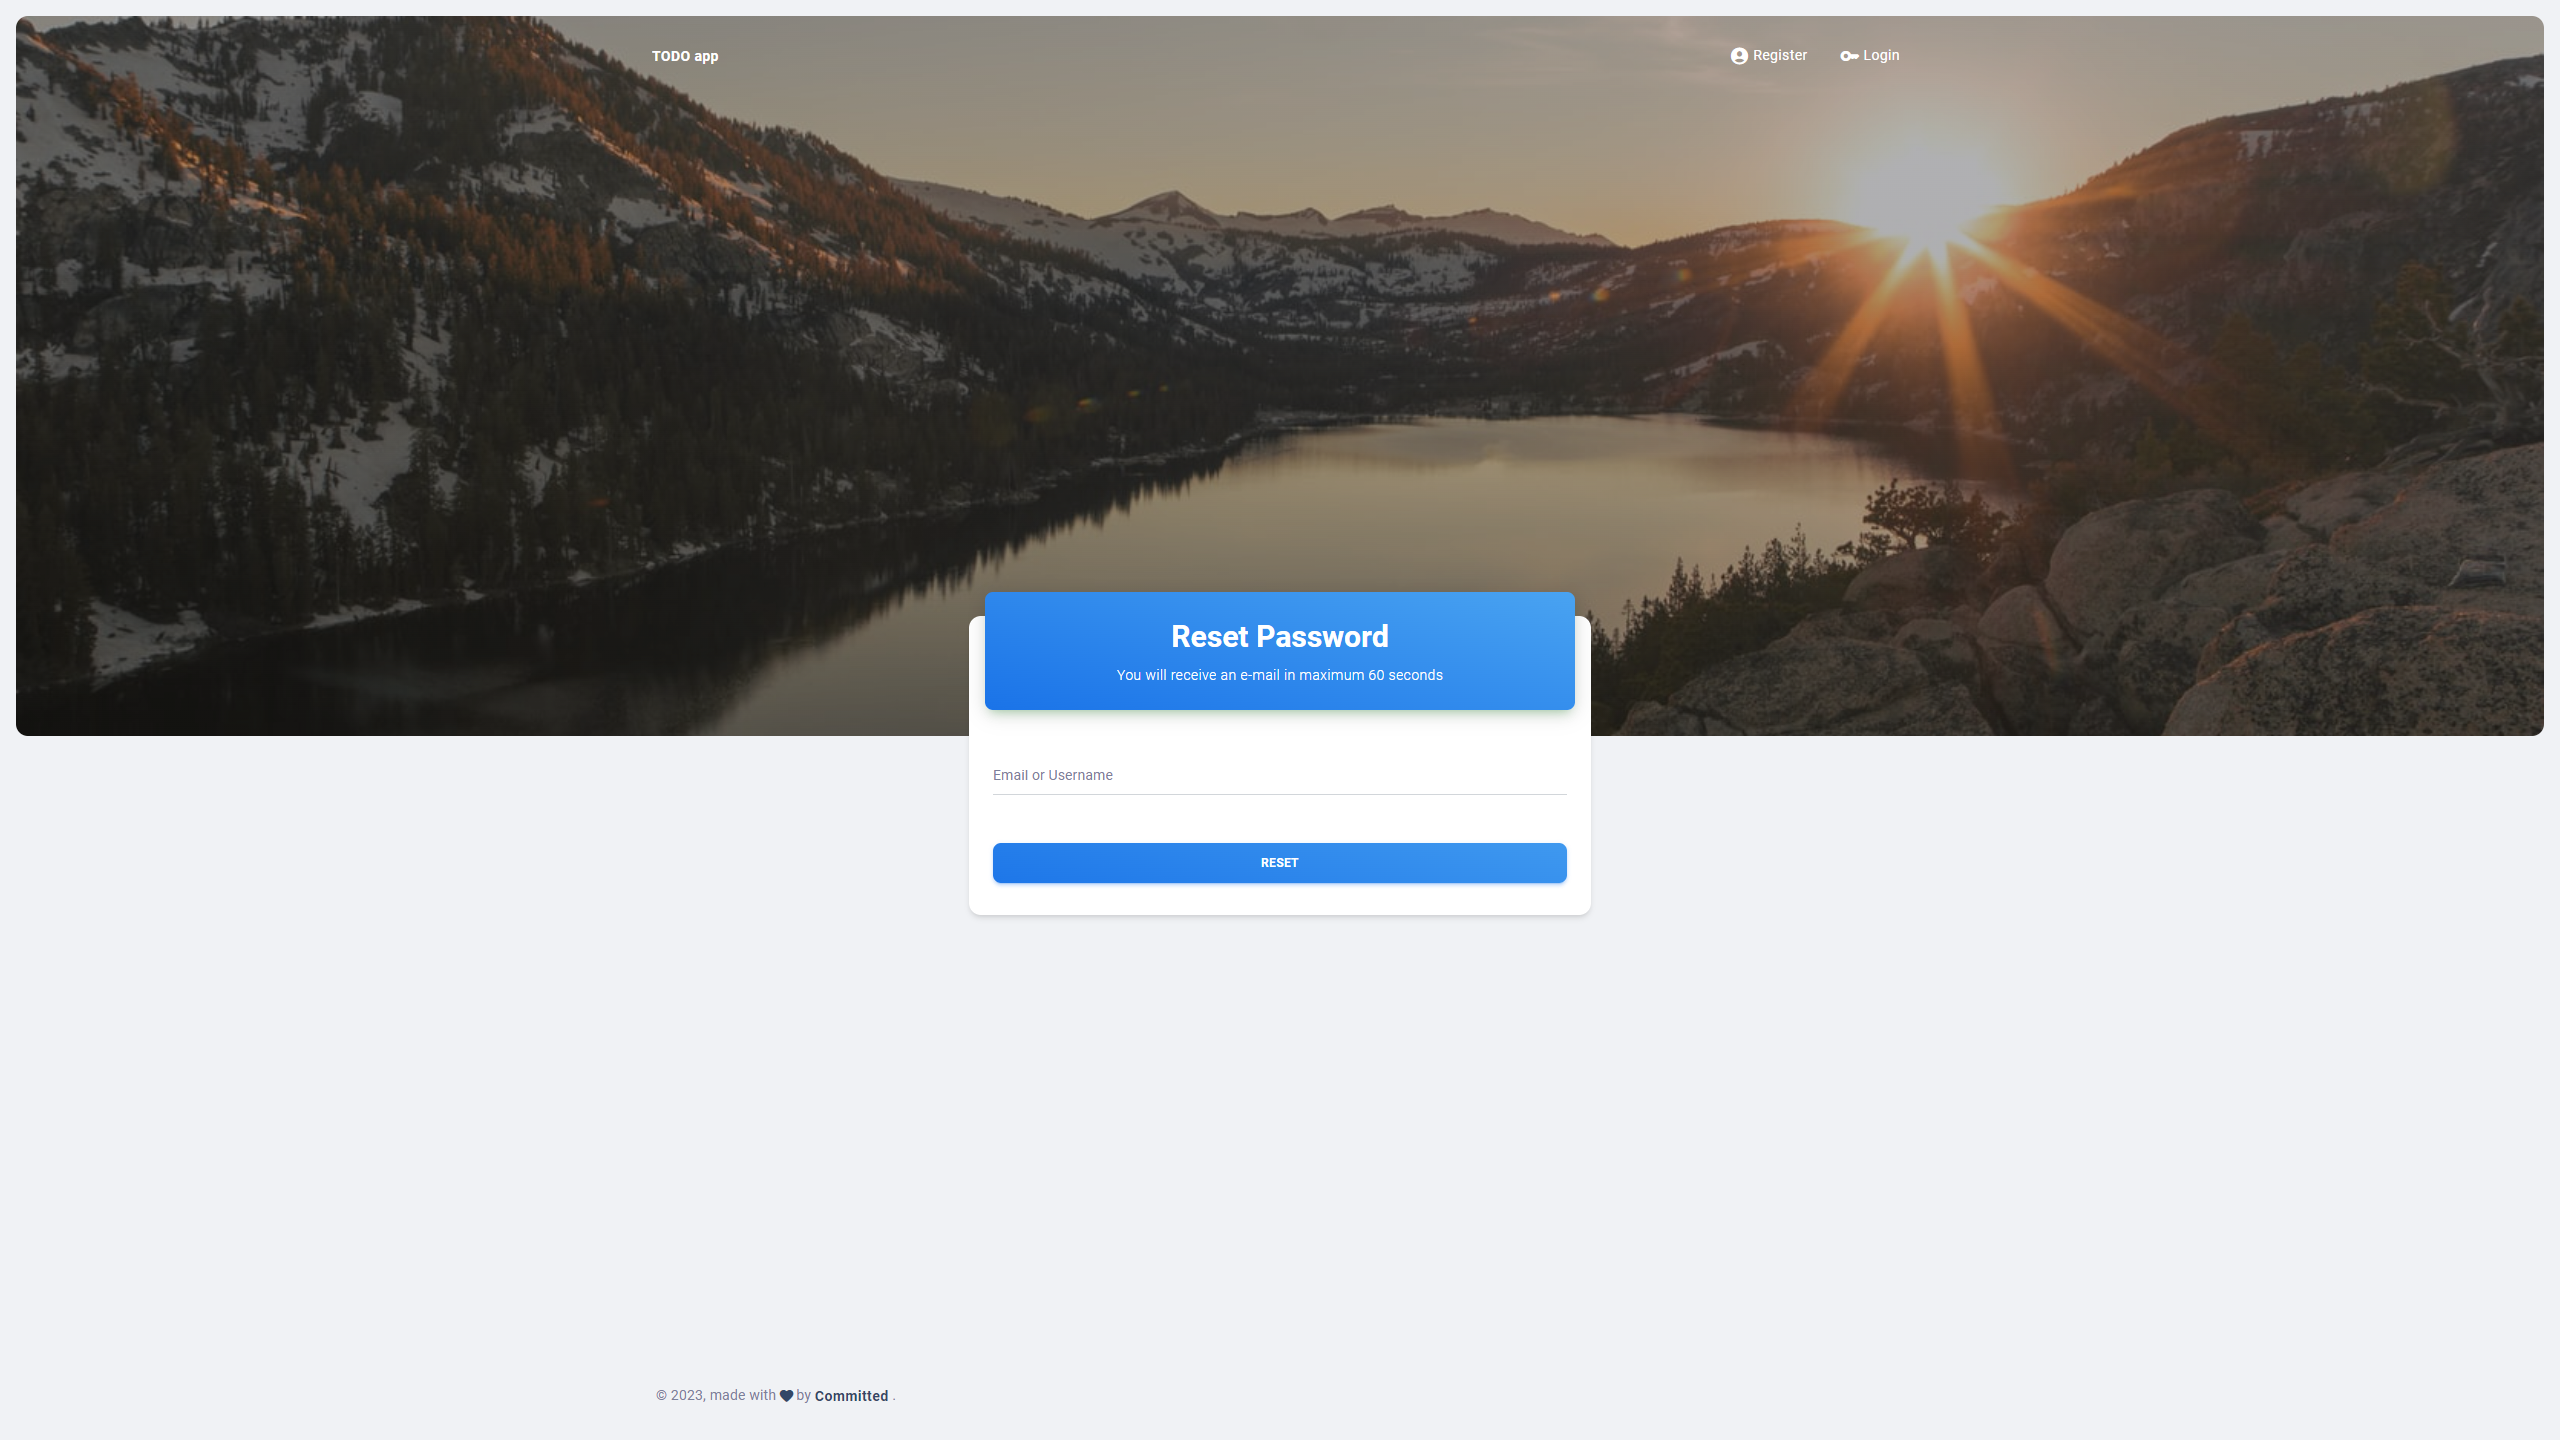 TODO app
Register
Login
Reset Password
You will receive an e-mail in maximum 60 seconds
Email or Username
RESET
© 2023, made with by Committed .